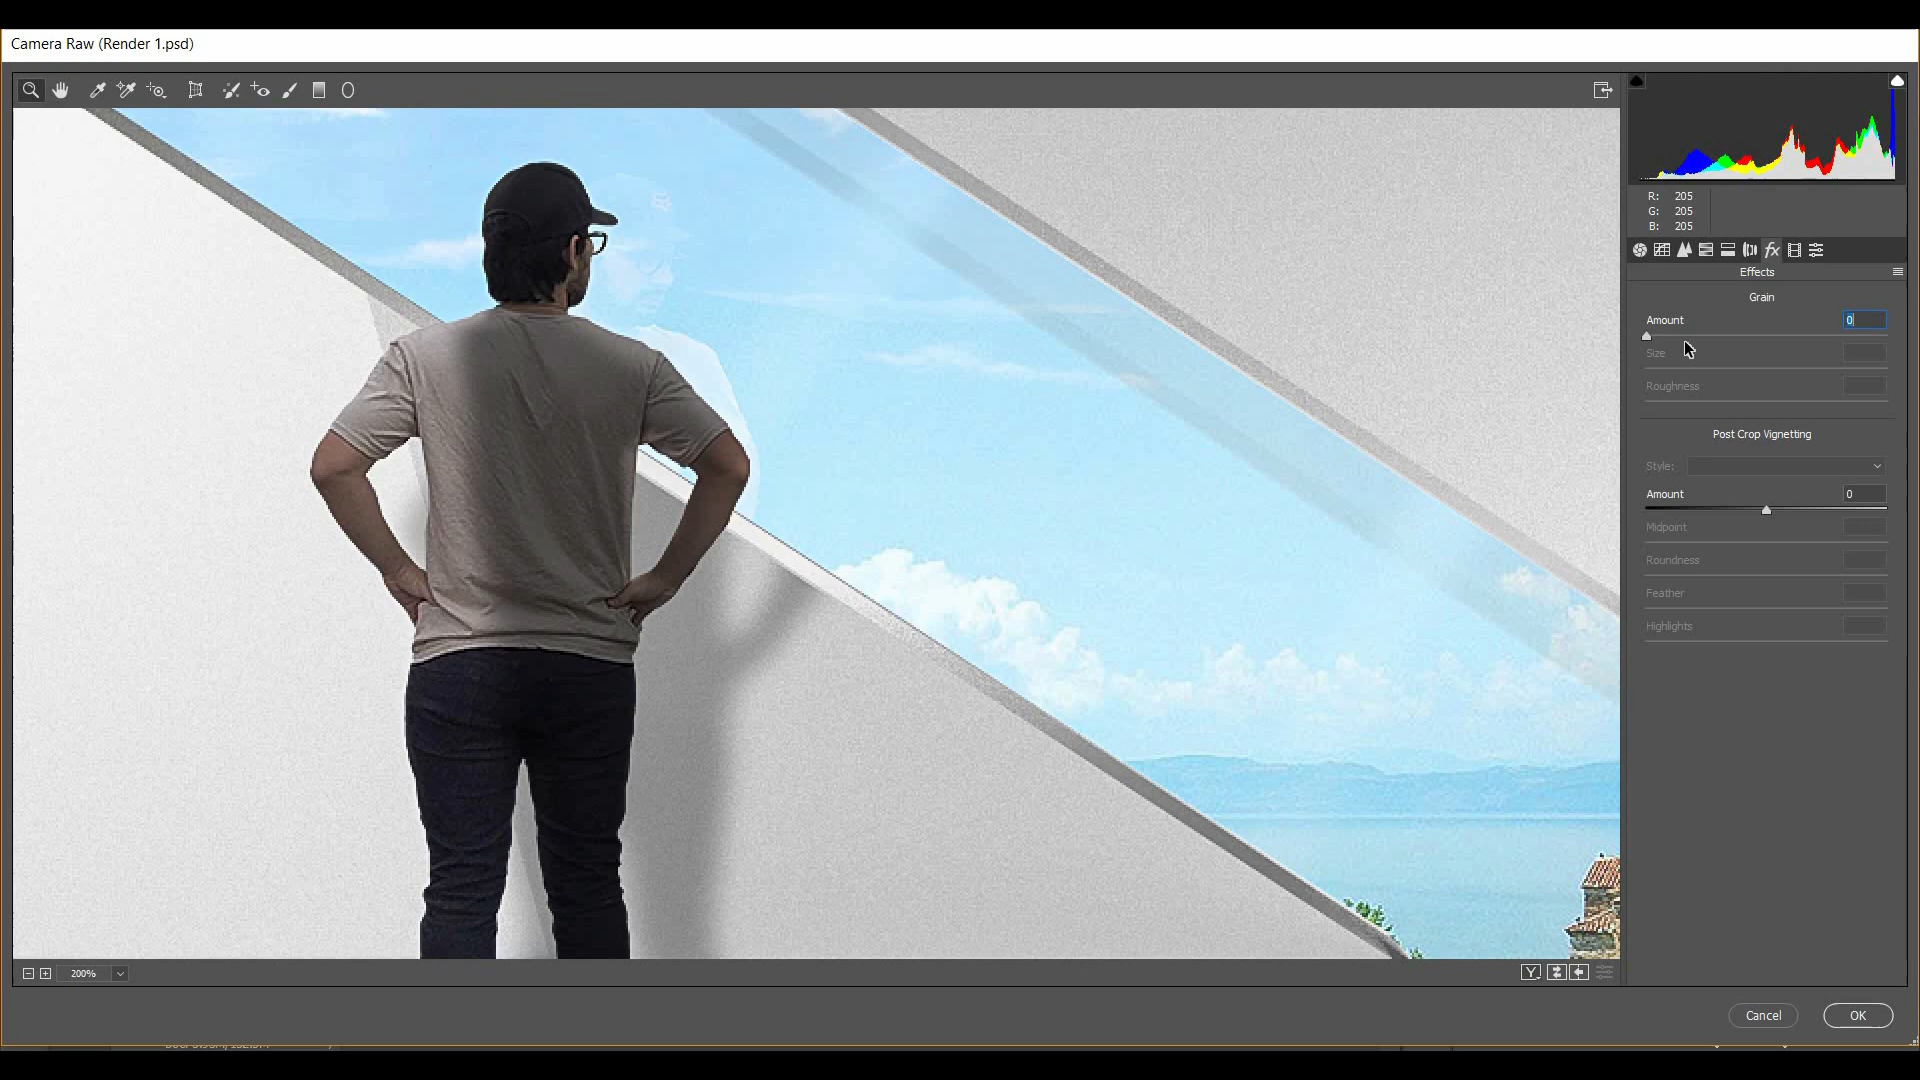 Camera Raw (Render 1.psd)
R: 205
G: 205
B: 205
fx
Effects
Grain
Amount 0
Size
Roughness
Post Crop Vignetting
Style:
Amount 0
Midpoint
Roundness
Feather
Highlights
200%
Y
Cancel OK